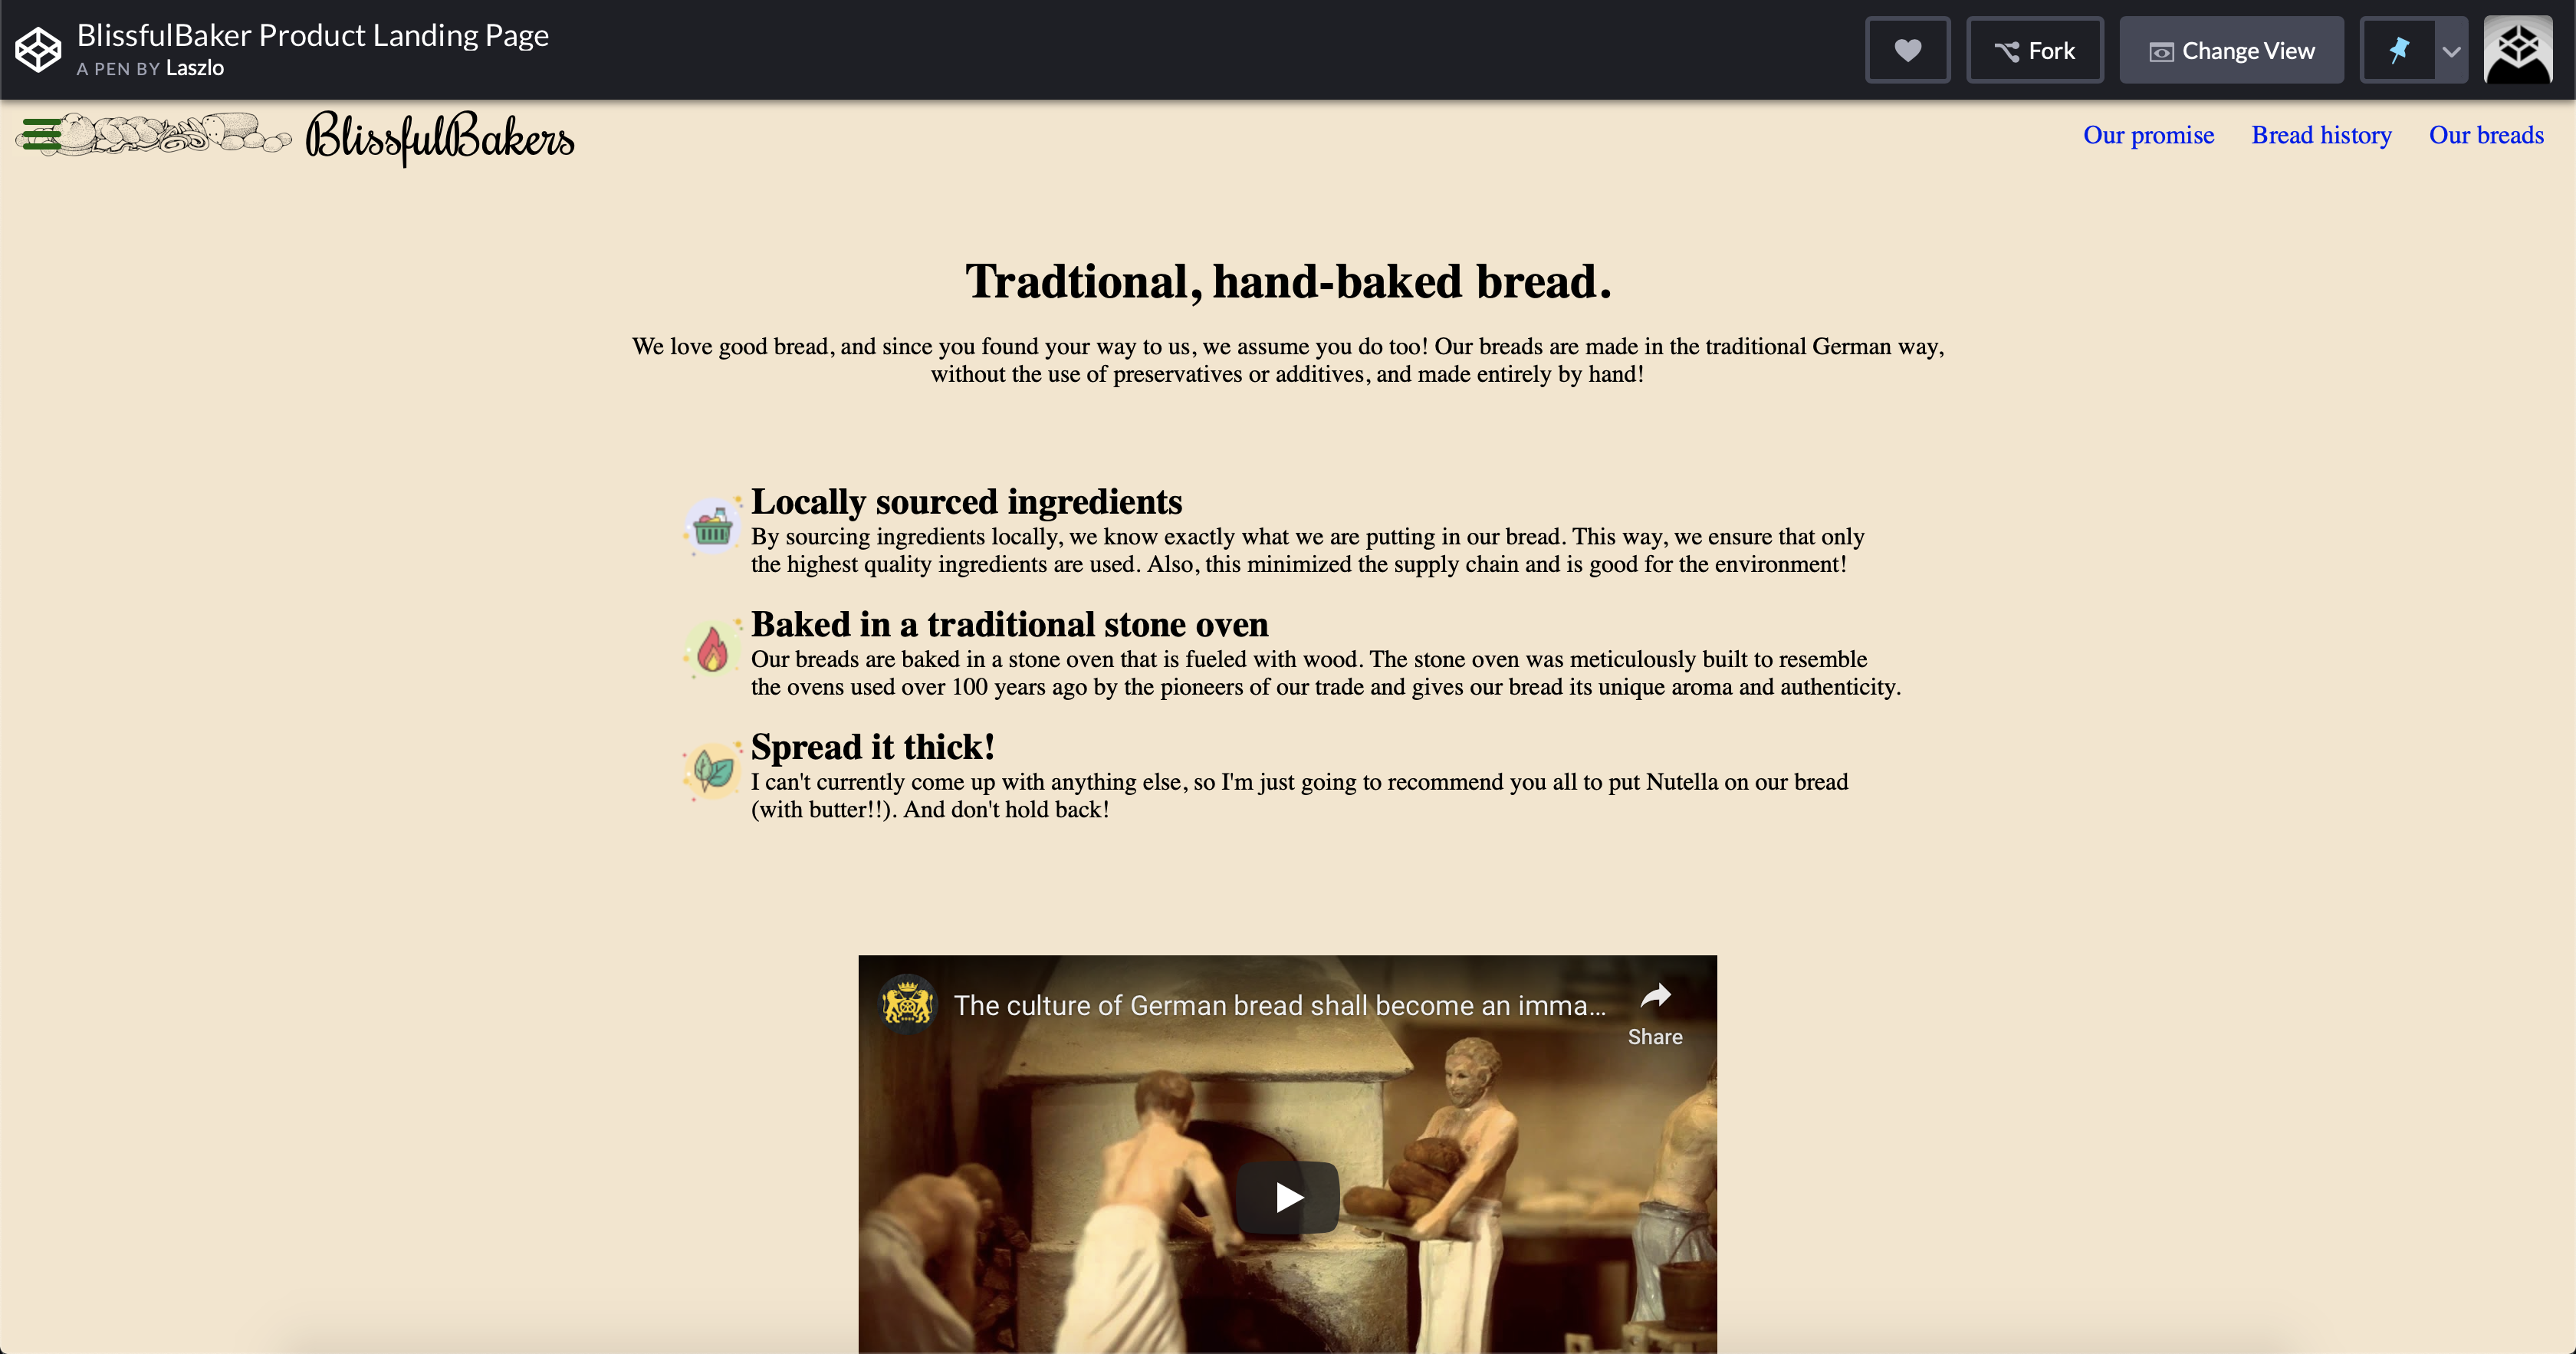 BlissfulBaker Product Landing Page
A PEN BY Laszlo
Fork
Change View
BlissfulBakers
Our promise
Bread history
Our breads
Tradtional, hand-baked bread.
We love good bread, and since you found your way to us, we assume you do too! Our breads are made in the traditional German way,
without the use of preservatives or additives, and made entirely by hand!
Locally sourced ingredients
By sourcing ingredients locally, we know exactly what we are putting in our bread. This way, we ensure that only
the highest quality ingredients are used. Also, this minimized the supply chain and is good for the environment!
Baked in a traditional stone oven
Our breads are baked in a stone oven that is fueled with wood. The stone oven was meticulously built to resemble
the ovens used over 100 years ago by the pioneers of our trade and gives our bread its unique aroma and authenticity.
Spread it thick!
I can't currently come up with anything else, so I'm just going to recommend you all to put Nutella on our bread
(with butter!!). And don't hold back!
The culture of German bread shall become an imma...
Share